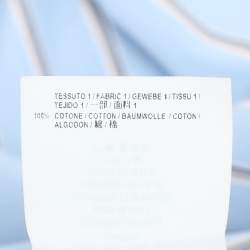 TESSUTO 1 / FABRIC 1 / GEWEBE 1 / TISSU 1 /
TEJIDO 1 / 一部 / 面料 1
100% COTONE / COTTON / BAUMWOLLE / COTON /
ALGODON / 綿 / 棉